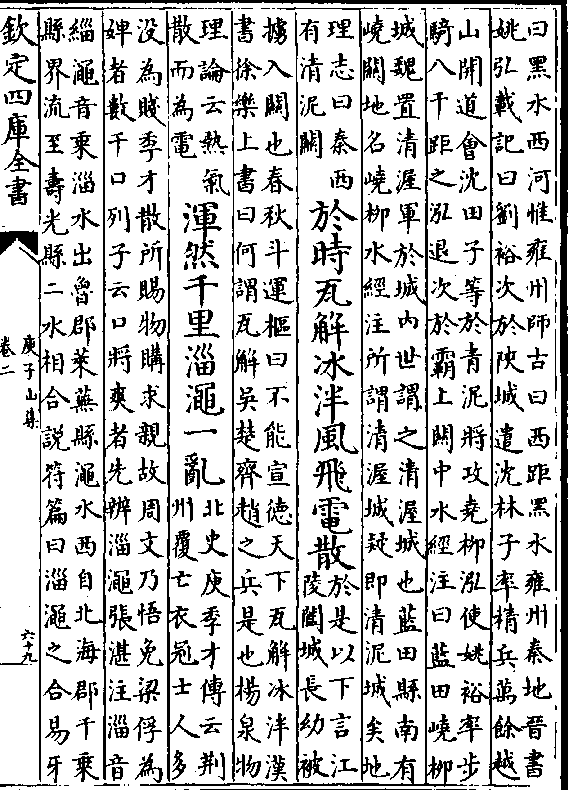 曰黑水西河惟雍州師古曰西距黑水雍州秦地晉書
姚弘載記曰劉裕次於陜城遣沈林子率精兵萬餘越
山開道會沈田子等於青泥將攻堯柳泓使姚裕率步
騎八千距之泓退次於霸上關中水經注曰藍田嶢柳
城魏置清渥軍於城内世謂之清渥城也藍田縣南有
嶢關地名嶢柳水經注所謂清渥城疑即清泥城矣地
理志曰秦西
有清泥關
於時瓦解冰泮風飛電散
於是以下言江
陵闔城長幼被
擄入關也春秋斗運樞曰不能宣德天下瓦解冰泮漢
書徐樂上書曰何謂瓦解吳楚齊趙之兵是也楊泉物
理論云熱氣
散而為電
渾然千里淄澠一亂
北史庾季才傳云荆
州覆亡衣冠士人多
没為賤季才散所賜物購求親故周文乃悟免梁俘為
婢者數千口列子云口將爽者先辨淄澠張湛注淄音
緇澠音乘淄水出魯郡萊蕪縣澠水西自北海郡千乘
縣界流至壽光縣二水相合説符篇曰淄澠之合易牙
欽定四庫全書
庾子山集
卷二
六十九